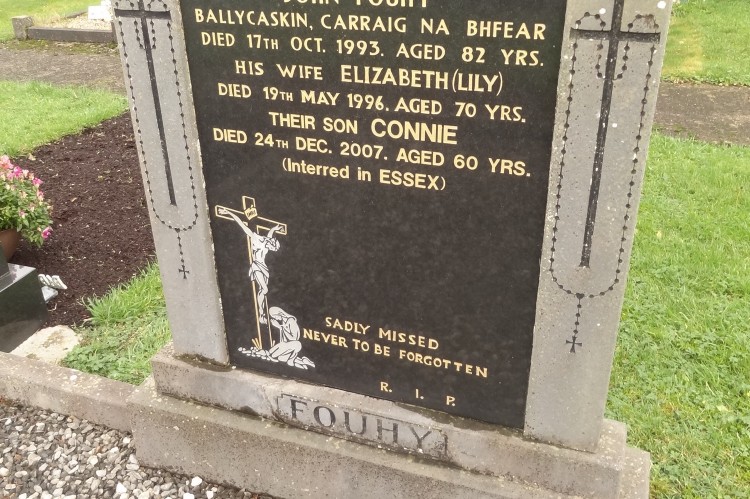 JOHN FOUHY
BALLYCASKIN, CARRAIG NA BHFEAR
DIED 17TH OCT. 1993. AGED 82 YRS.
HIS WIFE ELIZABETH (LILY)
DIED 19TH MAY 1996. AGED 70 YRS.
THEIR SON CONNIE
DIED 24TH DEC. 2007. AGED 60 YRS.
(Interred in ESSEX)
SADLY MISSED
NEVER TO BE FORGOTTEN
R. I. P.
FOUHY